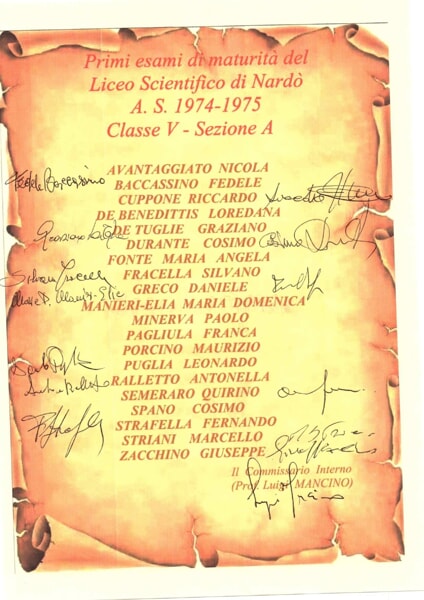 Primi esami di maturità del
Liceo Scientifico di Nardò
A. S. 1974-1975
Classe V - Sezione A
AVANTAGGIATO NICOLA
BACCASSINO FEDELE
CUPPONE RICCARDO
DE BENEDITTIS LOREDANA
DE TUGLIE GRAZIANO
DURANTE COSIMO
FONTE MARIA ANGELA
FRACELLA SILVANO
GRECO DANIELE
MANIERI-ELIA MARIA DOMENICA
MINERVA PAOLO
PAGLIULA FRANCA
PORCINO MAURIZIO
PUGLIA LEONARDO
RALLETTO ANTONELLA
SEMERARO QUIRINO
SPANO COSIMO
STRAFELLA FERNANDO
STRIANI MARCELLO
ZACCHINO GIUSEPPE
Il Commissario Interno
(Prof. Luigi MANCINO)